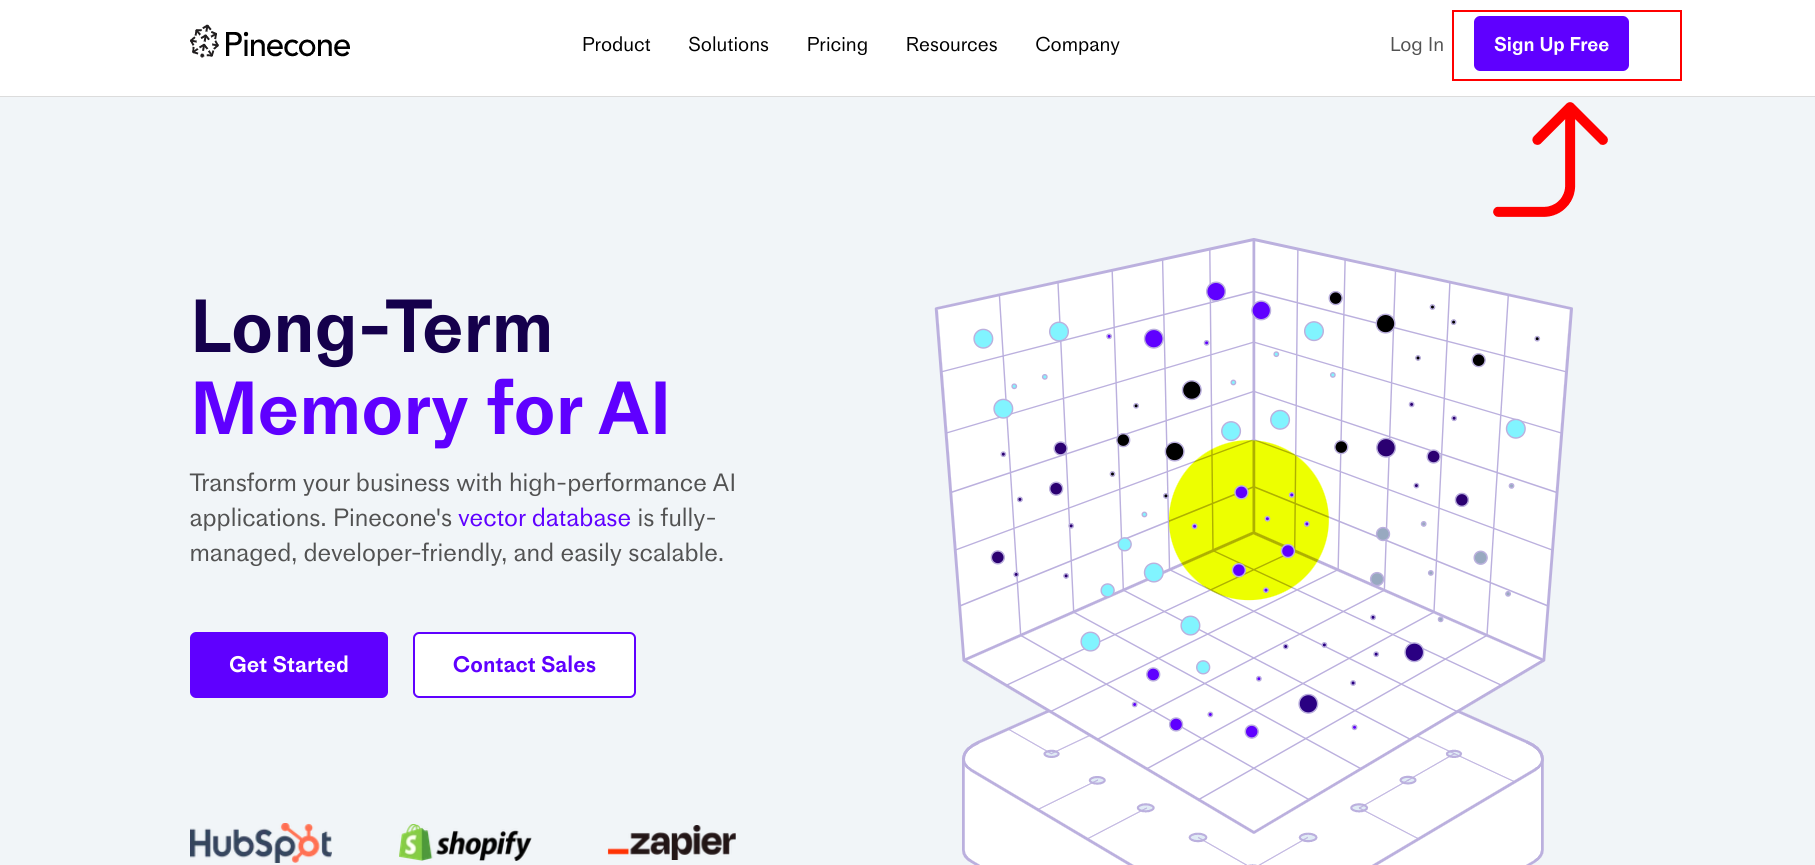 Pinecone
Product Solutions Pricing Resources Company
Log In Sign Up Free
Long-Term
Memory for AI
Transform your business with high-performance AI
applications. Pinecone's vector database is fully-
managed, developer-friendly, and easily scalable.
Get Started Contact Sales
HubSpot shopify zapier